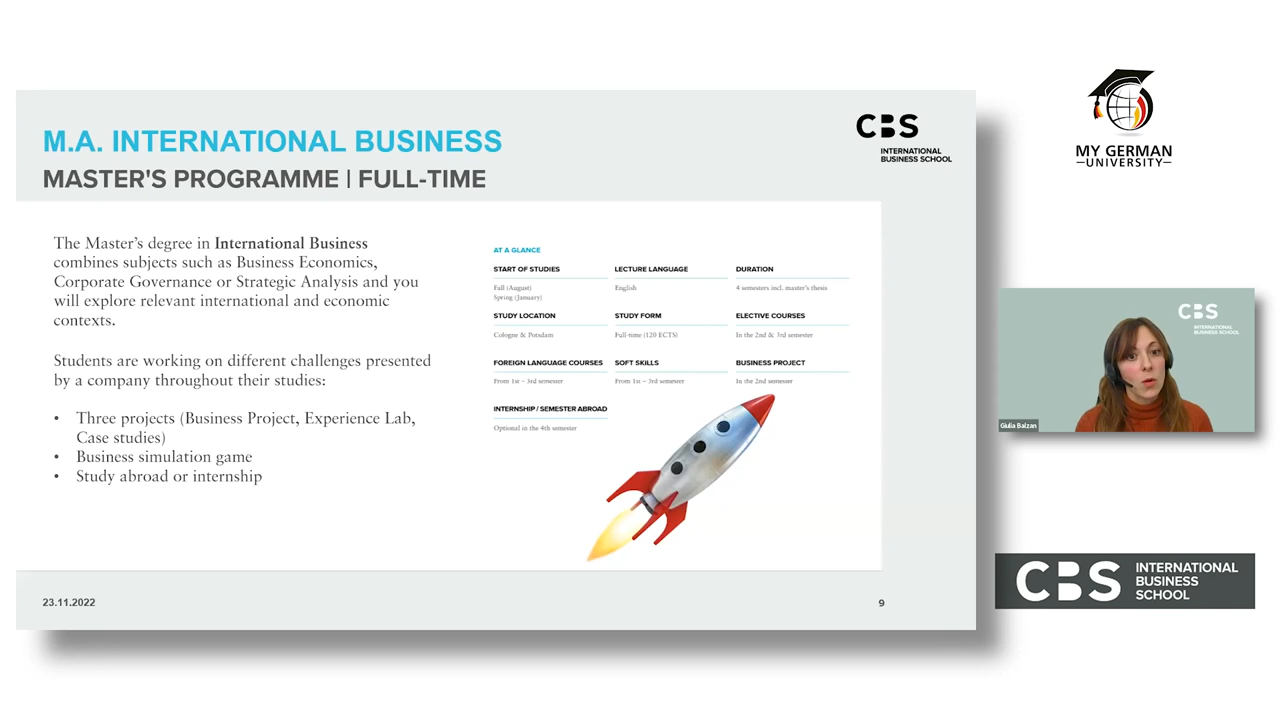 M.A. INTERNATIONAL BUSINESS
MASTER'S PROGRAMME | FULL-TIME
CBS
INTERNATIONAL
BUSINESS SCHOOL
The Master's degree in International Business
combines subjects such as Business Economics,
Corporate Governance or Strategic Analysis and you
will explore relevant international and economic
contexts.
Students are working on different challenges presented
by a company throughout their studies:
• Three projects (Business Project, Experience Lab,
Case studies)
• Business simulation game
• Study abroad or internship
AT A GLANCE
START OF STUDIES
Fall (August)
Spring (January)
LECTURE LANGUAGE
English
DURATION
4 semesters incl. master's thesis
STUDY LOCATION
Cologne & Potsdam
STUDY FORM
Full-time (120 ECTS)
ELECTIVE COURSES
In the 2nd & 3rd semester
FOREIGN LANGUAGE COURSES
From 1st – 3rd semester
SOFT SKILLS
From 1st – 3rd semester
BUSINESS PROJECT
In the 2nd semester
INTERNSHIP / SEMESTER ABROAD
Optional in the 4th semester
23.11.2022
9
MY GERMAN
UNIVERSITY
CBS
INTERNATIONAL
BUSINESS SCHOOL
Giulia Balzan
CBS
INTERNATIONAL
BUSINESS
SCHOOL